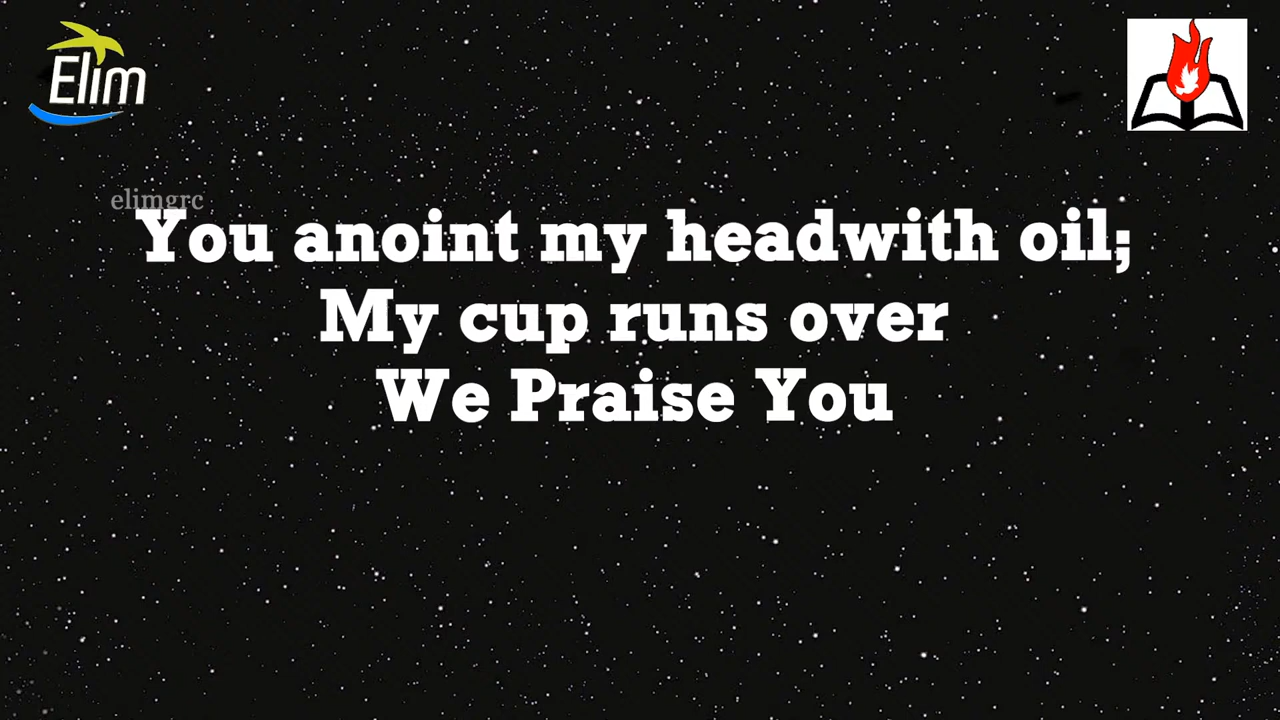 Elim
elimgrc
You anoint my headwith oil;
My cup runs over
We Praise You